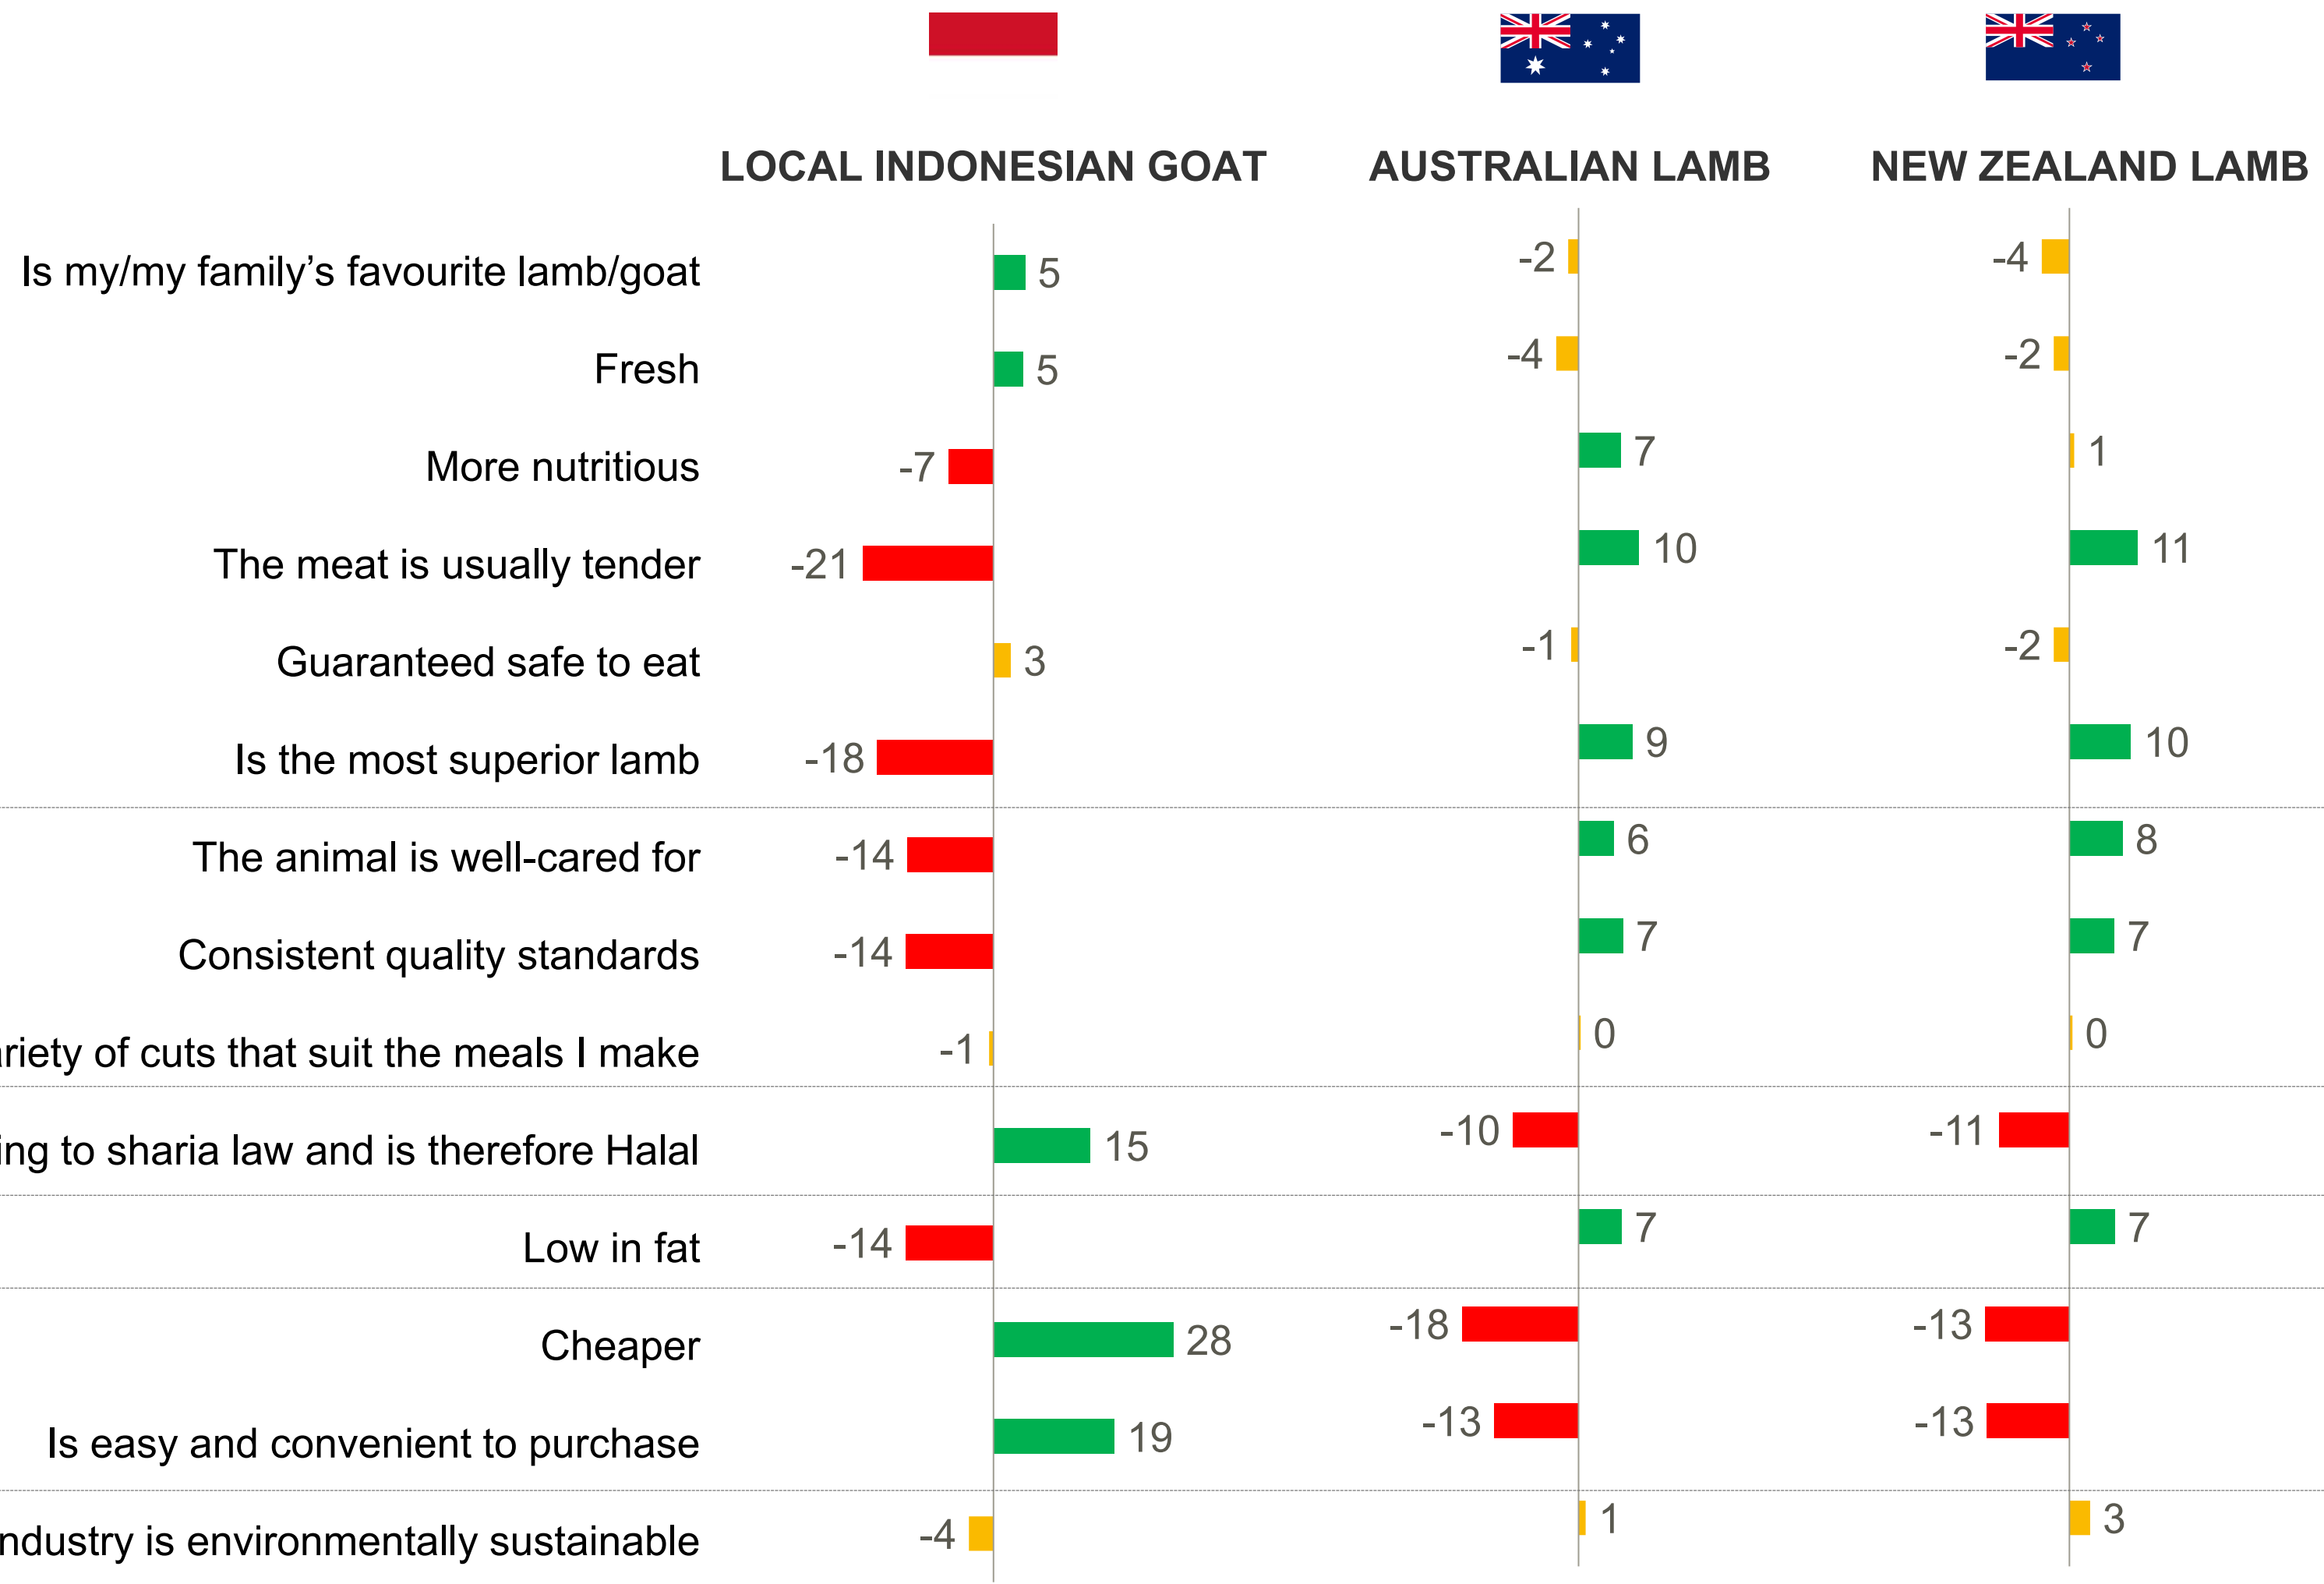 LOCAL INDONESIAN GOAT AUSTRALIAN LAMB NEW ZEALAND LAMB
Is my/my family’s favourite lamb/goat 5 -2 -4
Fresh 5 -4 -2
More nutritious -7 7 1
The meat is usually tender -21 10 11
Guaranteed safe to eat 3 -1 -2
Is the most superior lamb -18 9 10
The animal is well-cared for -14 6 8
Consistent quality standards -14 7 7
riety of cuts that suit the meals I make -1 0 0
ing to sharia law and is therefore Halal 15 -10 -11
Low in fat -14 7 7
Cheaper 28 -18 -13
Is easy and convenient to purchase 19 -13 -13
ndustry is environmentally sustainable -4 1 3